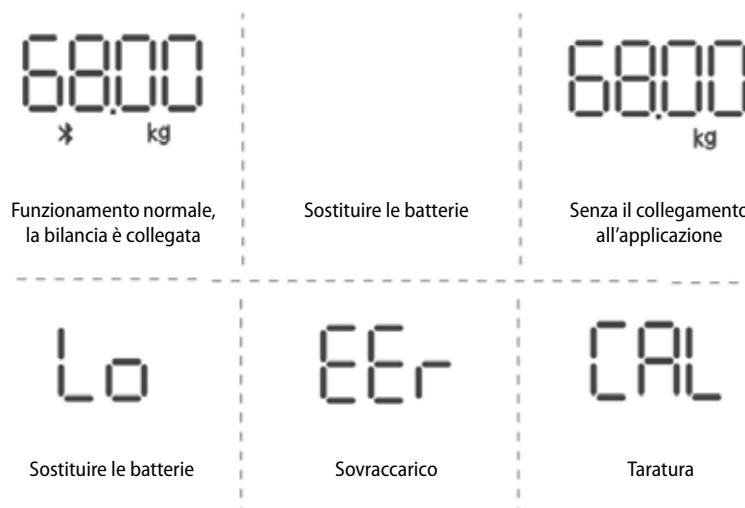 68.00 68.00
kg kg
Funzionamento normale, Sostituire le batterie Senza il collegamento
la bilancia è collegata all'applicazione
Lo EEr CAL
Sostituire le batterie Sovraccarico Taratura